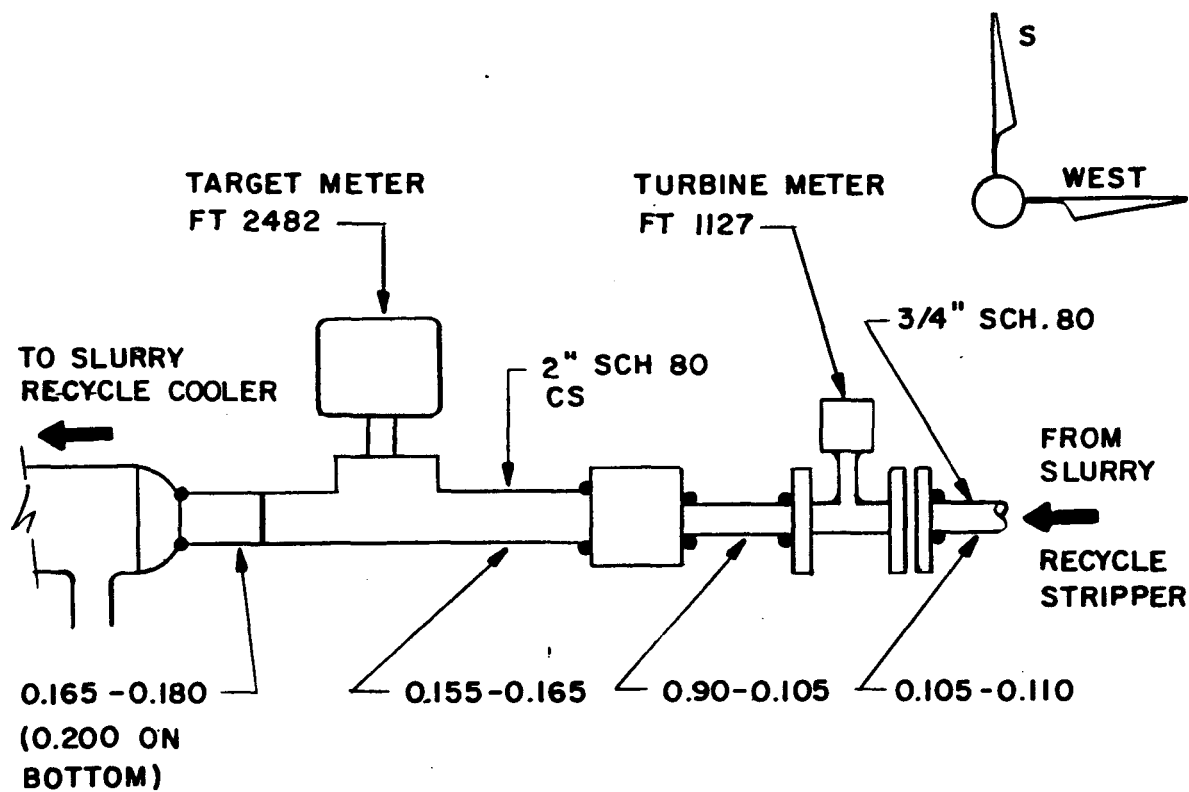 S
WEST
TARGET METER
FT 2482
TURBINE METER
FT 1127
3/4" SCH. 80
TO SLURRY
RECYCLE COOLER
2" SCH 80
CS
FROM
SLURRY
RECYCLE
STRIPPER
0.165-0.180
(0.200 ON
BOTTOM)
0.155-0.165
0.90-0.105
0.105-0.110